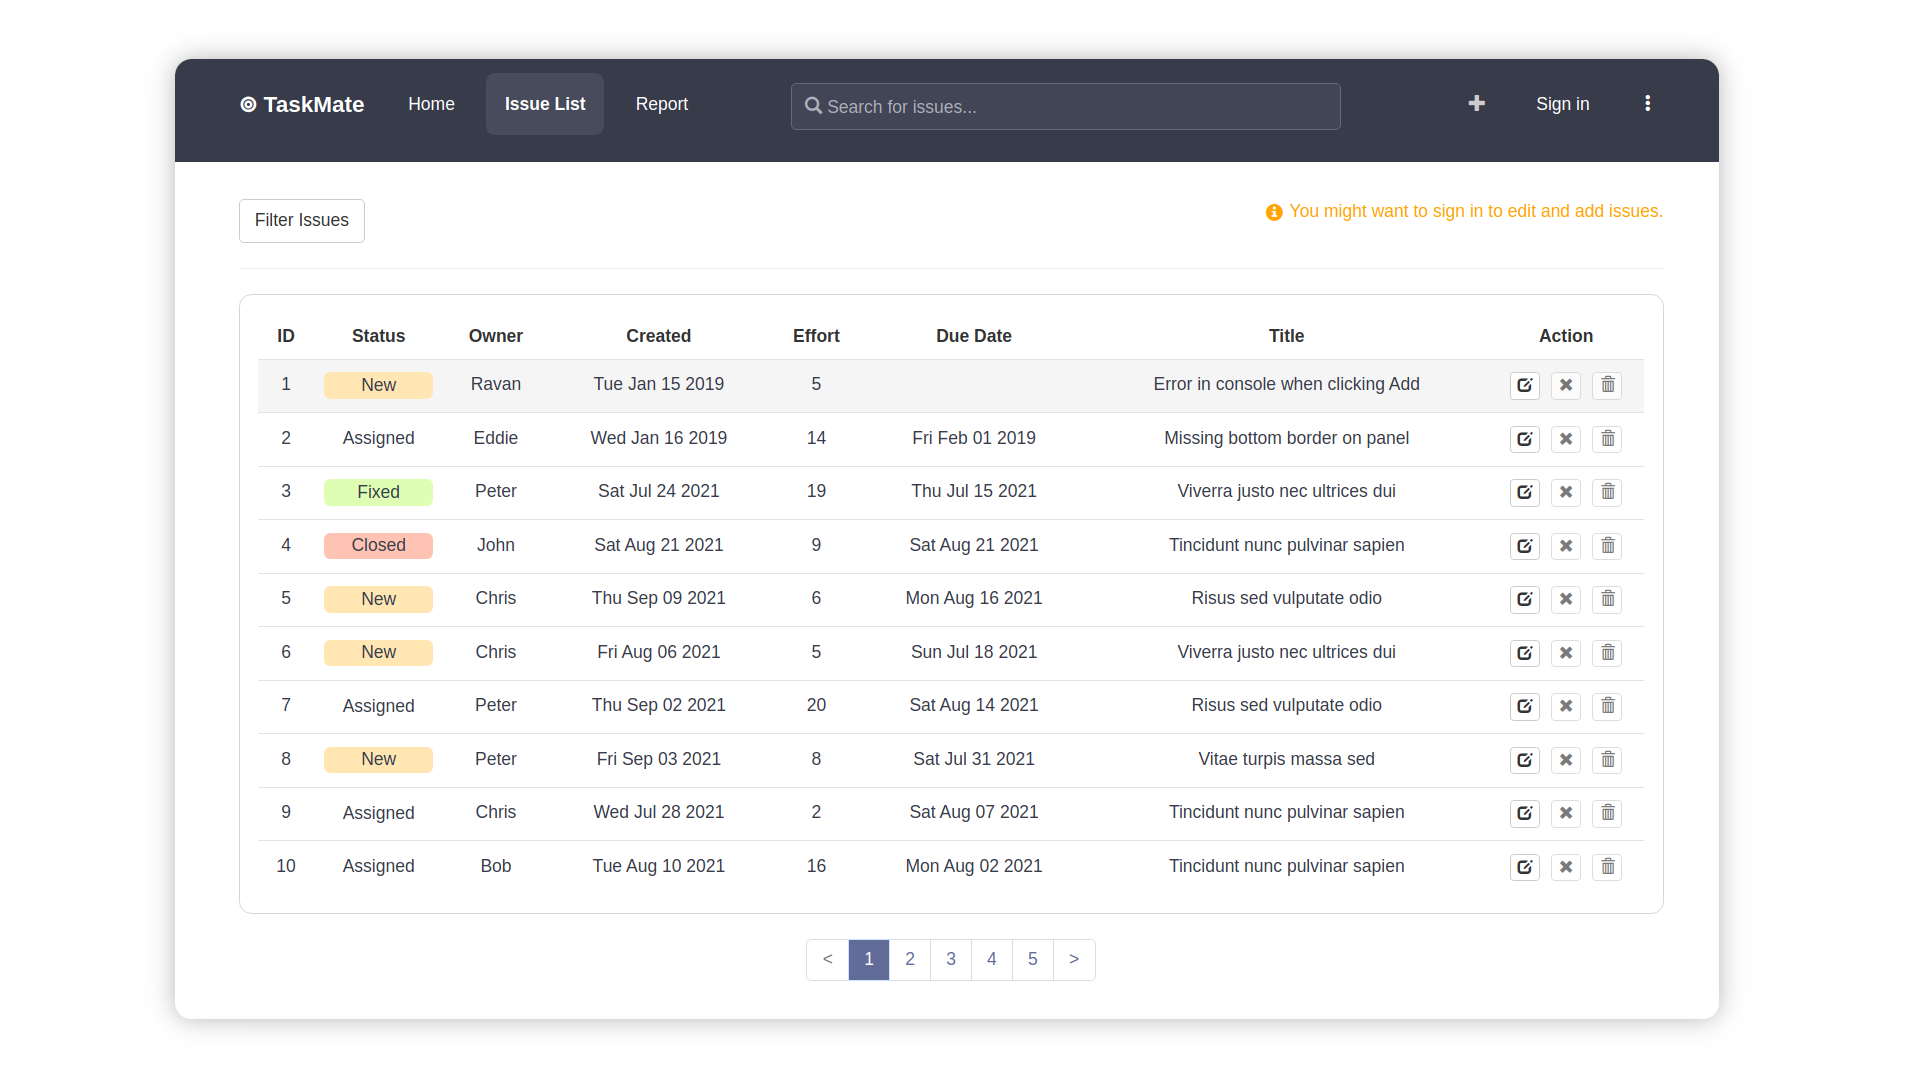 TaskMate Home Issue List Report Search for issues... Sign in
Filter Issues You might want to sign in to edit and add issues.
ID Status Owner Created Effort Due Date Title Action
1 New Ravan Tue Jan 15 2019 5 Error in console when clicking Add
2 Assigned Eddie Wed Jan 16 2019 14 Fri Feb 01 2019 Missing bottom border on panel
3 Fixed Peter Sat Jul 24 2021 19 Thu Jul 15 2021 Viverra justo nec ultrices dui
4 Closed John Sat Aug 21 2021 9 Sat Aug 21 2021 Tincidunt nunc pulvinar sapien
5 New Chris Thu Sep 09 2021 6 Mon Aug 16 2021 Risus sed vulputate odio
6 New Chris Fri Aug 06 2021 5 Sun Jul 18 2021 Viverra justo nec ultrices dui
7 Assigned Peter Thu Sep 02 2021 20 Sat Aug 14 2021 Risus sed vulputate odio
8 New Peter Fri Sep 03 2021 8 Sat Jul 31 2021 Vitae turpis massa sed
9 Assigned Chris Wed Jul 28 2021 2 Sat Aug 07 2021 Tincidunt nunc pulvinar sapien
10 Assigned Bob Tue Aug 10 2021 16 Mon Aug 02 2021 Tincidunt nunc pulvinar sapien
< 1 2 3 4 5 >